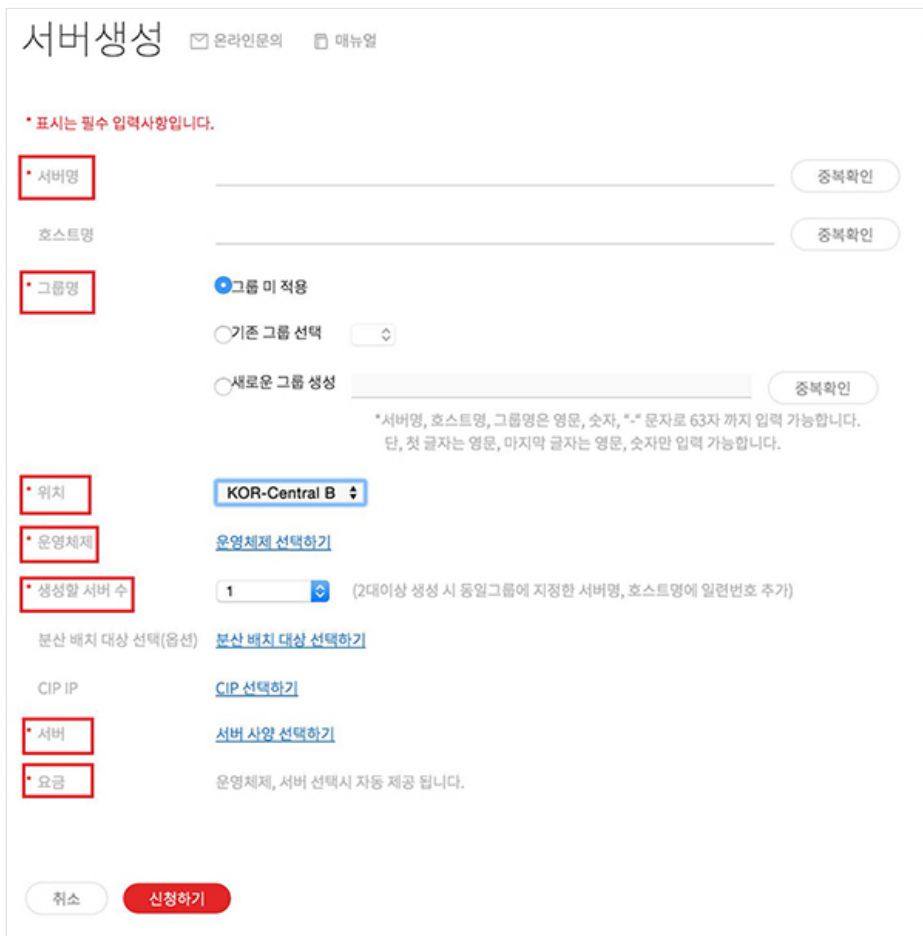 서버생성 온라인문의 매뉴얼
* 표시는 필수 입력사항입니다.
* 서버명 중복확인
호스트명 중복확인
* 그룹명 그룹 미 적용
기존 그룹 선택
새로운 그룹 생성 중복확인
*서버명, 호스트명, 그룹명은 영문, 숫자, "-" 문자로 63자 까지 입력 가능합니다.
단, 첫 글자는 영문, 마지막 글자는 영문, 숫자만 입력 가능합니다.
* 위치 KOR-Central B
* 운영체제 운영체제 선택하기
* 생성할 서버 수 1 (2대이상 생성 시 동일그룹에 지정한 서버명, 호스트명에 일련번호 추가)
분산 배치 대상 선택(옵션) 분산 배치 대상 선택하기
CIP IP CIP 선택하기
* 서버 서버 사양 선택하기
* 요금 운영체제, 서버 선택시 자동 제공 됩니다.
취소 신청하기